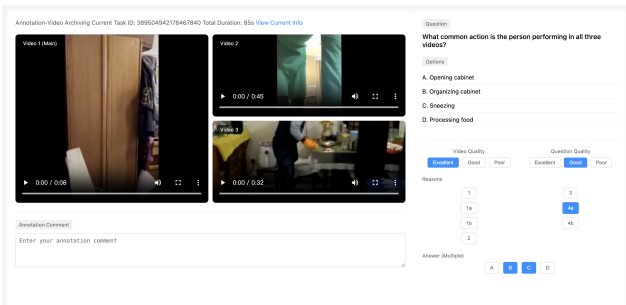 Annotation-Video Archiving Current Task ID: 389504942178467840 Total Duration: 85s View Current Info
Video 1 (Main)
0:00 / 0:08
Video 2
0:00 / 0:45
Video 3
0:00 / 0:32
Annotation Comment
Enter your annotation comment
Question
What common action is the person performing in all three
videos?
Options
A. Opening cabinet
B. Organizing cabinet
C. Sneezing
D. Processing food
Video Quality
Excellent Good Poor
Question Quality
Excellent Good Poor
Reasons
1
1a
1b
2
3
4a
4b
Answer (Multiple)
A B C D